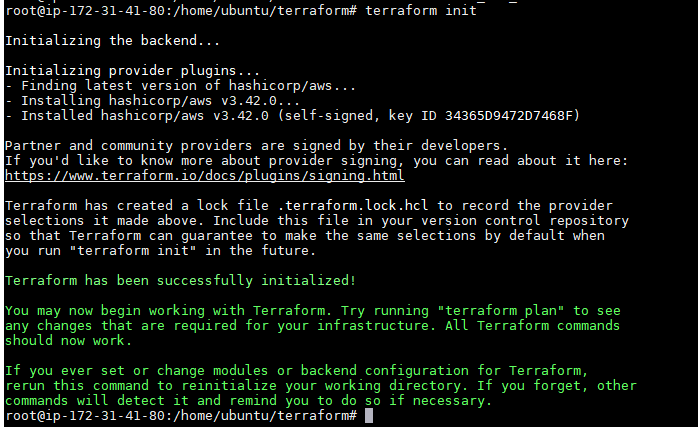 root@ip-172-31-41-80:/home/ubuntu/terraform# terraform init
Initializing the backend...
Initializing provider plugins...
- Finding latest version of hashicorp/aws...
- Installing hashicorp/aws v3.42.0...
- Installed hashicorp/aws v3.42.0 (self-signed, key ID 34365D9472D7468F)
Partner and community providers are signed by their developers.
If you'd like to know more about provider signing, you can read about it here:
https://www.terraform.io/docs/plugins/signing.html
Terraform has created a lock file .terraform.lock.hcl to record the provider
selections it made above. Include this file in your version control repository
so that Terraform can guarantee to make the same selections by default when
you run "terraform init" in the future.
Terraform has been successfully initialized!
You may now begin working with Terraform. Try running "terraform plan" to see
any changes that are required for your infrastructure. All Terraform commands
should now work.
If you ever set or change modules or backend configuration for Terraform,
rerun this command to reinitialize your working directory. If you forget, other
commands will detect it and remind you to do so if necessary.
root@ip-172-31-41-80:/home/ubuntu/terraform#